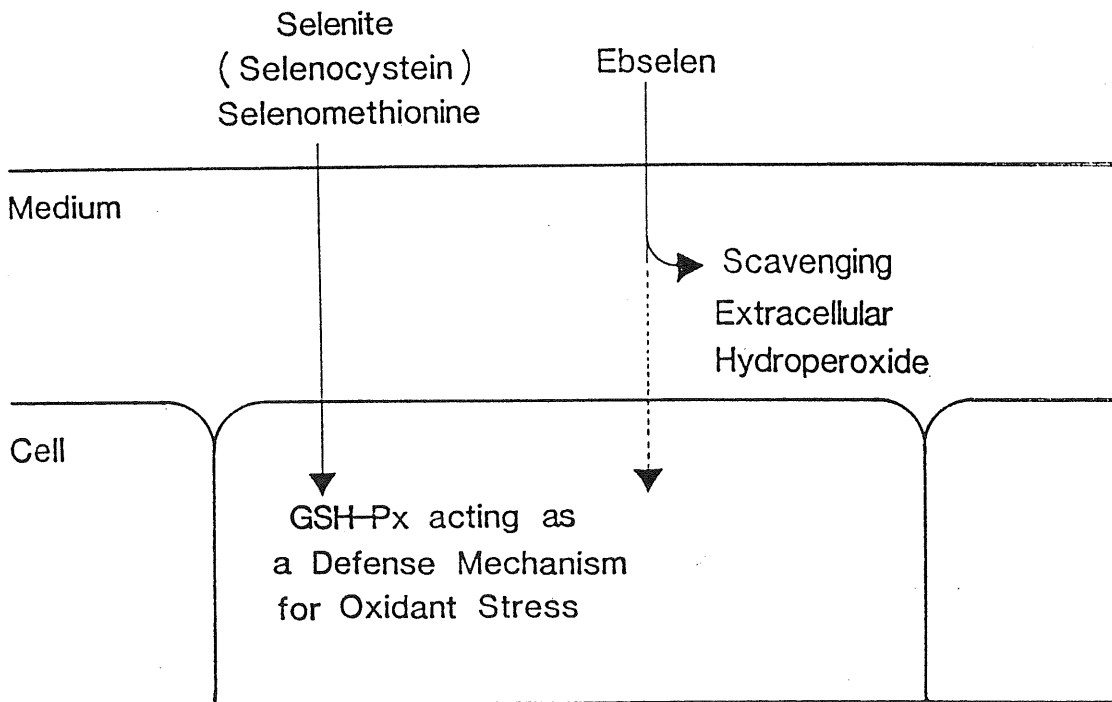 Selenite
(Selenocystein)
Selenomethionine
Ebselen
Medium
Scavenging
Extracellular
Hydroperoxide
Cell
GSH-Px acting as
a Defense Mechanism
for Oxidant Stress